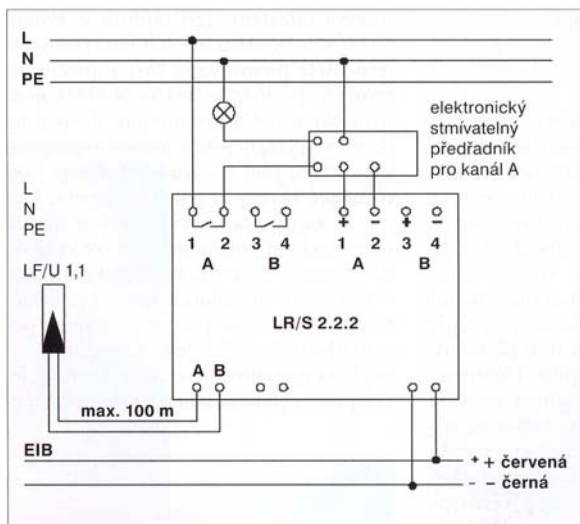 L
N
PE
elektronický
stmívatelný
předřadník
pro kanál A
L
N
PE
+ - + -
1 2 3 4 1 2 3 4
A B A B
LF/U 1,1
LR/S 2.2.2
A B
max. 100 m
EIB
+ + červená
- - černá